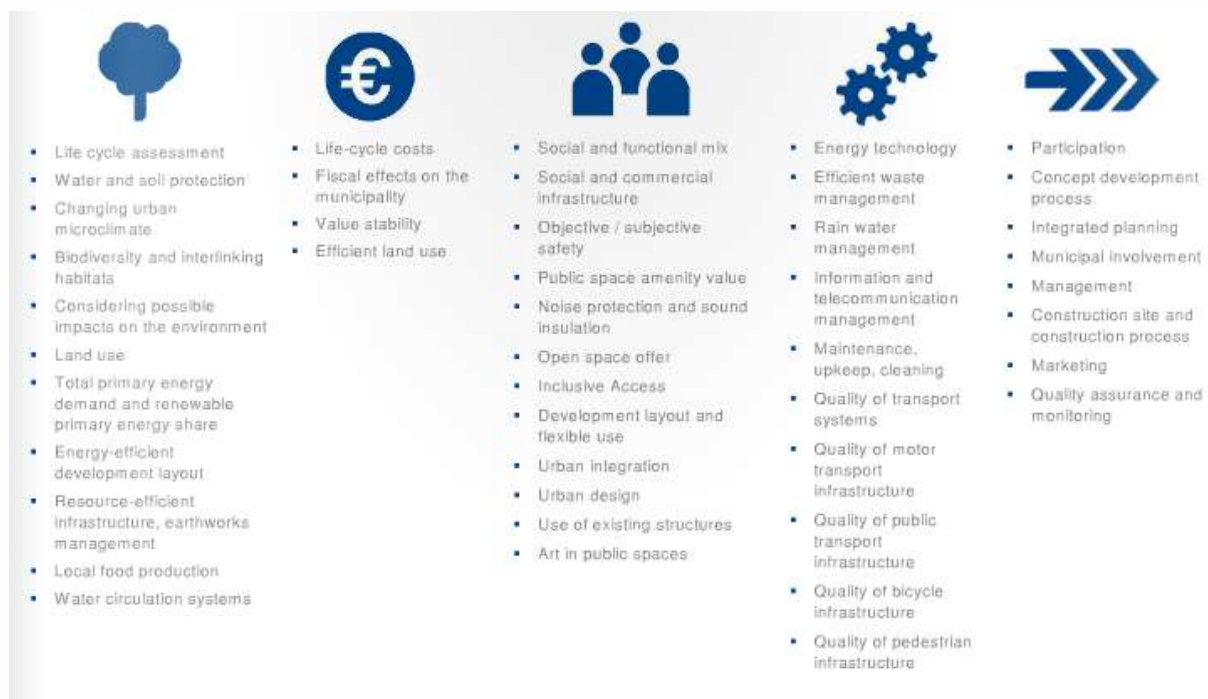 Life cycle assessment
Water and soil protection
Changing urban
microclimate
Biodiversity and interlinking
habitats
Considering possible
impacts on the environment
Land use
Total primary energy
demand and renewable
primary energy share
Energy-efficient
development layout
Resource-efficient
infrastructure, earthworks
management
Local food production
Water circulation systems
€
Life-cycle costs
Fiscal effects on the
municipality
Value stability
Efficient land use
Social and functional mix
Social and commercial
infrastructure
Objective / subjective
safety
Public space amenity value
Noise protection and sound
insulation
Open space offer
Inclusive Access
Development layout and
flexible use
Urban integration
Urban design
Use of existing structures
Art in public spaces
Energy technology
Efficient waste
management
Rain water
management
Information and
telecommunication
management
Maintenance,
upkeep, cleaning
Quality of transport
systems
Quality of motor
transport
infrastructure
Quality of public
transport
infrastructure
Quality of bicycle
infrastructure
Quality of pedestrian
infrastructure
Participation
Concept development
process
Integrated planning
Municipal involvement
Management
Construction site and
construction process
Marketing
Quality assurance and
monitoring